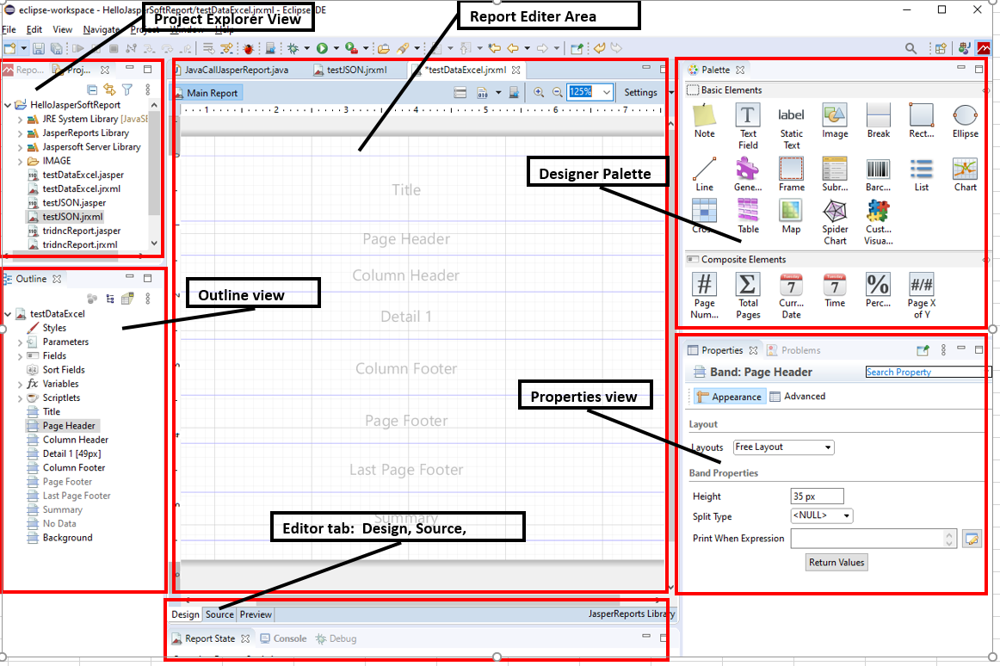 eclipse-workspace - HelloJasperSoftReport/testDataExcel.jrxml - Eclipse IDE
Project Explorer View
Report Editer Area
File Edit View Navigate Project Window Help
Repo... Proj...
JavaCallJasperReport.java testJSON.jrxml *testDataExcel.jrxml
Palette
Main Report 125% Settings
Basic Elements
1 2 3 4 5 6 7
HelloJasperSoftReport
JRE System Library [JavaSE
JasperReports Library
Jaspersoft Server Library
IMAGE
testDataExcel.jasper
testDataExcel.jrxml
testJSON.jasper
testJSON.jrxml
tridncReport.jasper
tridncReport.jrxml
label
Note Text Field Static Text Image Break Rect... Ellipse
Line Gene... Frame Subr... Barc... List Chart
Designer Palette
Cros... Table Map Spider Chart Cust... Visua...
Composite Elements
Page Num... Total Pages Curr... Date Time Perc... Page X of Y
Title
Page Header
Column Header
Detail 1
Column Footer
Page Footer
Last Page Footer
Summary
Outline
Outline view
testDataExcel
Styles
Parameters
Fields
Sort Fields
Variables
Scriptlets
Title
Page Header
Column Header
Detail 1 [49px]
Column Footer
Page Footer
Last Page Footer
Summary
No Data
Background
Properties Problems
Band: Page Header Search Property
Properties view
Appearance Advanced
Layout
Layouts Free Layout
Band Properties
Height 35 px
Split Type <NULL>
Print When Expression
Return Values
Editor tab: Design, Source,
Design Source Preview JasperReports Library
Report State Console Debug